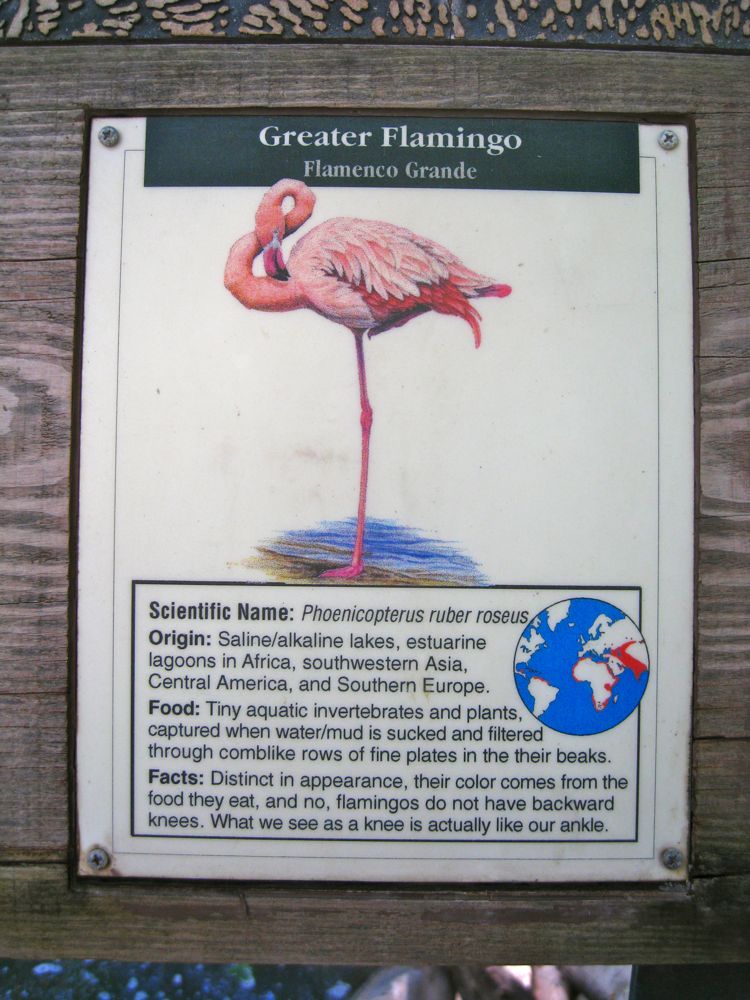 Greater Flamingo
Flamenco Grande
Scientific Name: Phoenicopterus ruber roseus
Origin: Saline/alkaline lakes, estuarine
lagoons in Africa, southwestern Asia,
Central America, and Southern Europe.
Food: Tiny aquatic invertebrates and plants,
captured when water/mud is sucked and filtered
through comblike rows of fine plates in the their beaks.
Facts: Distinct in appearance, their color comes from the
food they eat, and no, flamingos do not have backward
knees. What we see as a knee is actually like our ankle.